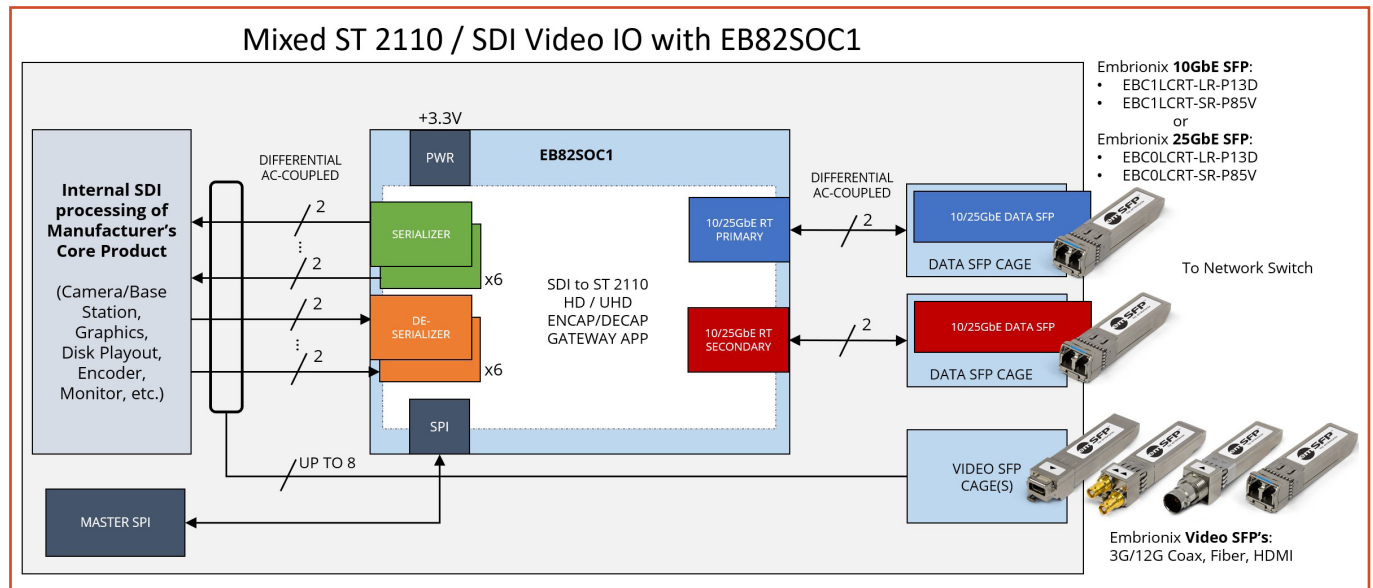 Mixed ST 2110 / SDI Video IO with EB82SOC1
Embrionix 10GbE SFP:
• EBC1LCRT-LR-P13D
• EBC1LCRT-SR-P85V
or
Embrionix 25GbE SFP:
• EBC0LCRT-LR-P13D
• EBC0LCRT-SR-P85V
+3.3V
PWR
EB82SOC1
Internal SDI
processing of
Manufacturer's
Core Product
(Camera/Base
Station,
Graphics,
Disk Playout,
Encoder,
Monitor, etc.)
DIFFERENTIAL
AC-COUPLED
2
...
2
2
...
2
SERIALIZER
x6
DE-
SERIALIZER
x6
SDI to ST 2110
HD / UHD
ENCAP/DECAP
GATEWAY APP
10/25GbE RT
PRIMARY
10/25GbE RT
SECONDARY
DIFFERENTIAL
AC-COUPLED
2
2
10/25GbE DATA SFP
DATA SFP CAGE
SFP
To Network Switch
10/25GbE DATA SFP
DATA SFP CAGE
SFP
SPI
UP TO 8
MASTER SPI
VIDEO SFP
CAGE(S)
SFP
SFP
SFP
SFP
Embrionix Video SFP's:
3G/12G Coax, Fiber, HDMI